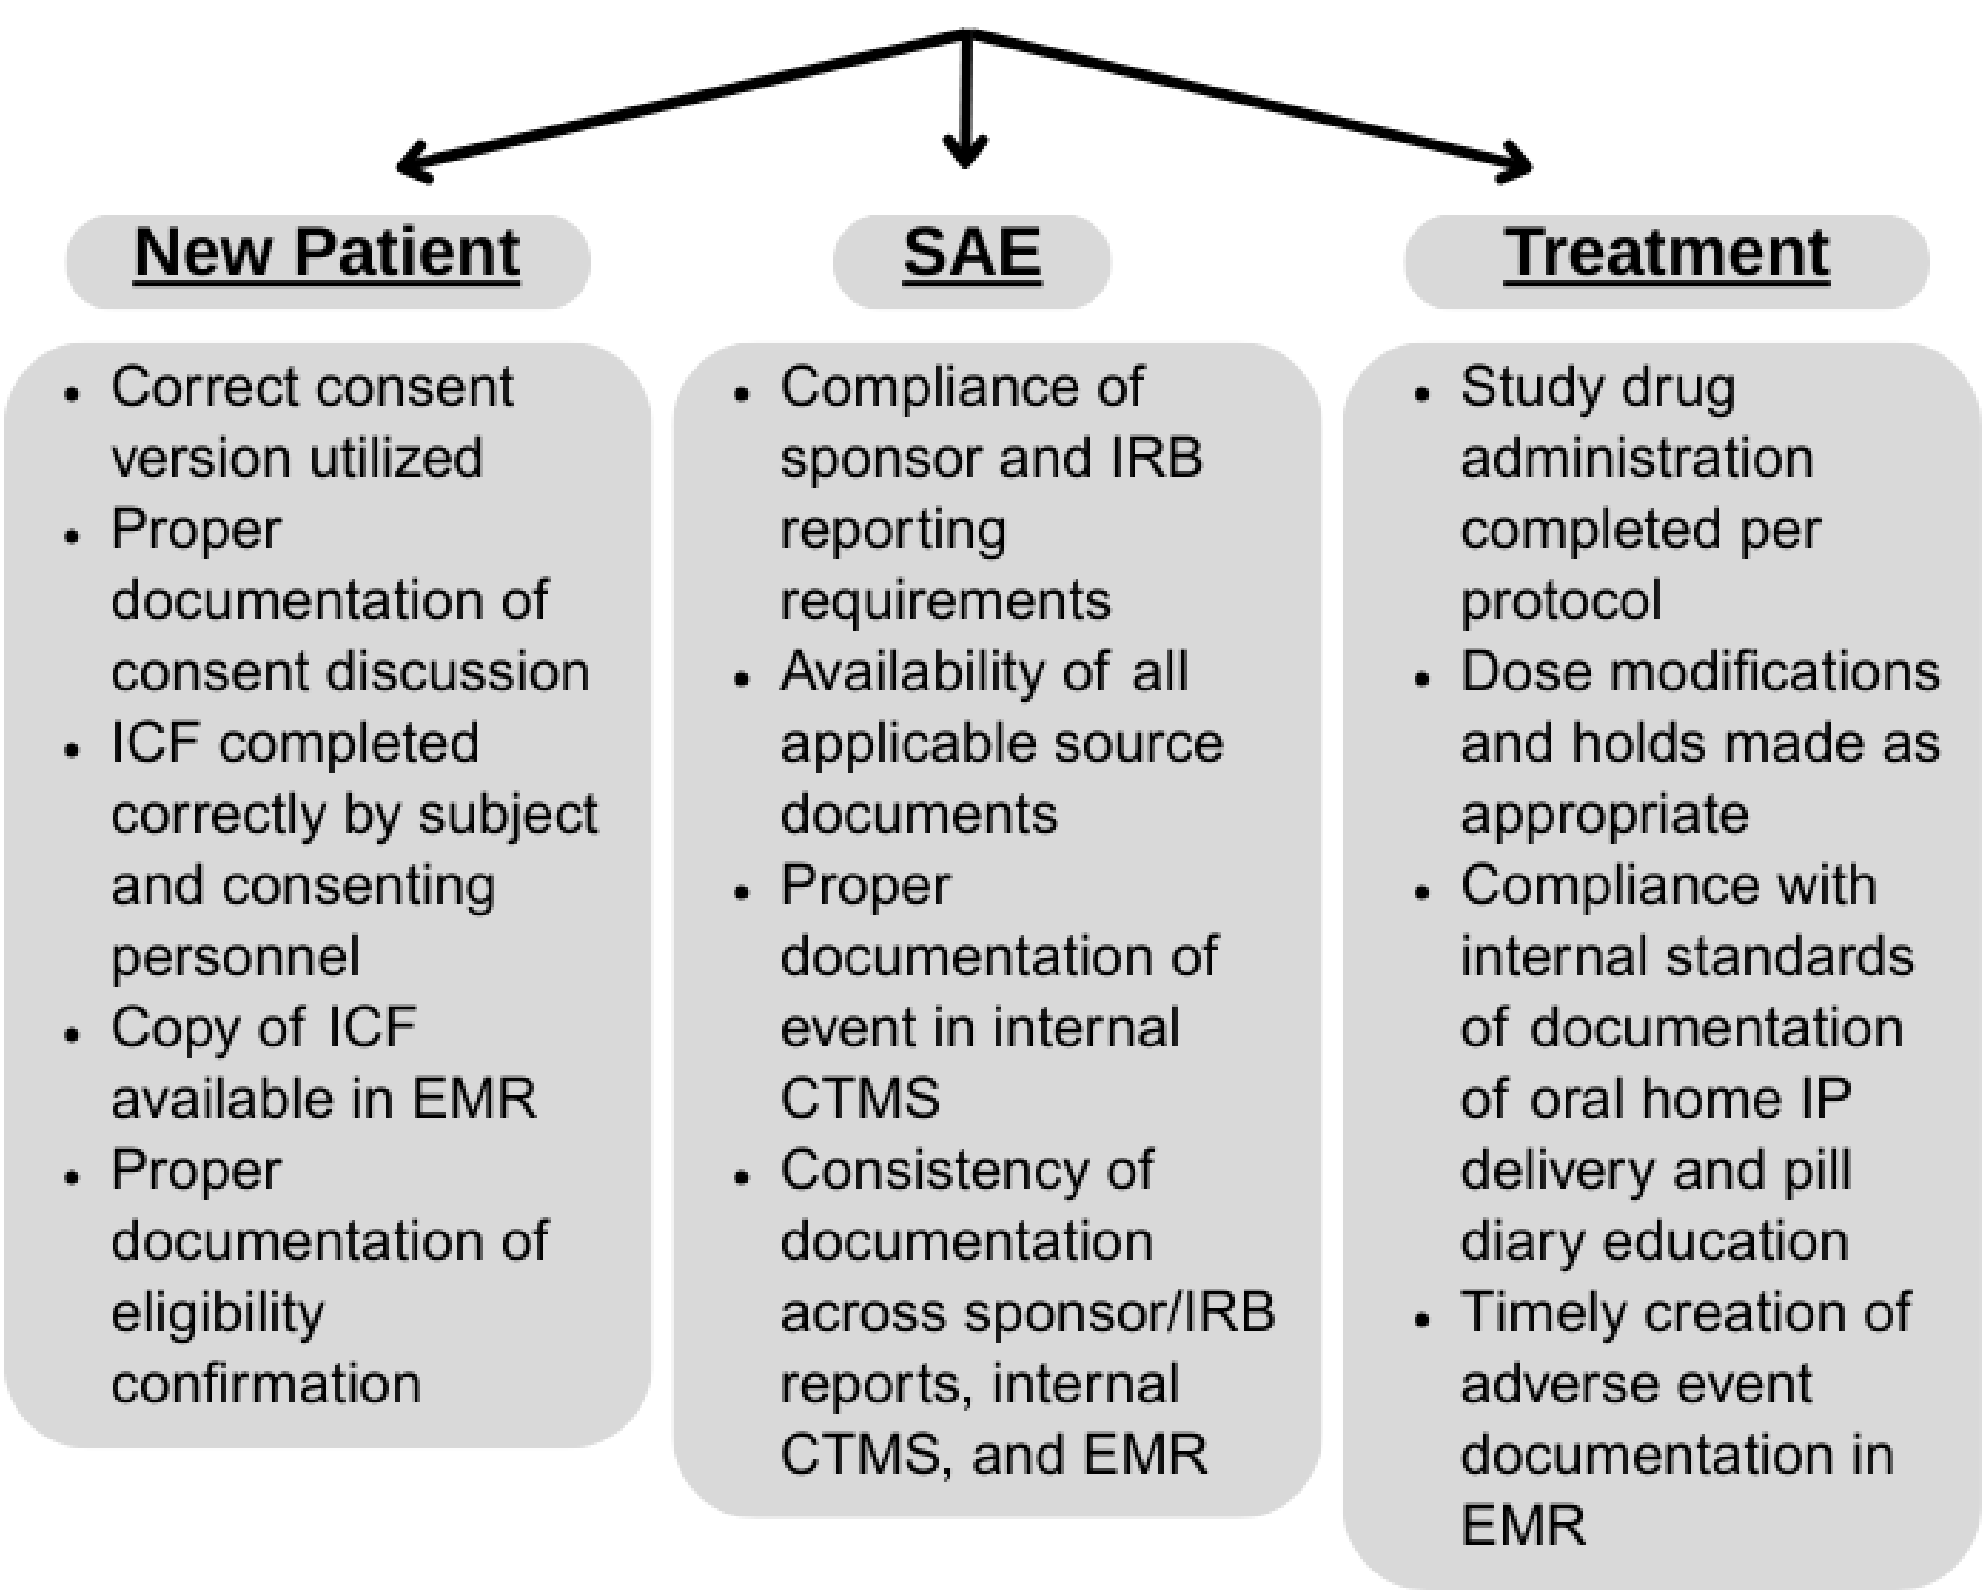 New Patient
• Correct consent
version utilized
• Proper
documentation of
consent discussion
• ICF completed
correctly by subject
and consenting
personnel
• Copy of ICF
available in EMR
• Proper
documentation of
eligibility
confirmation
SAE
• Compliance of
sponsor and IRB
reporting
requirements
• Availability of all
applicable source
documents
• Proper
documentation of
event in internal
CTMS
• Consistency of
documentation
across sponsor/IRB
reports, internal
CTMS, and EMR
Treatment
• Study drug
administration
completed per
protocol
• Dose modifications
and holds made as
appropriate
• Compliance with
internal standards
of documentation
of oral home IP
delivery and pill
diary education
• Timely creation of
adverse event
documentation in
EMR